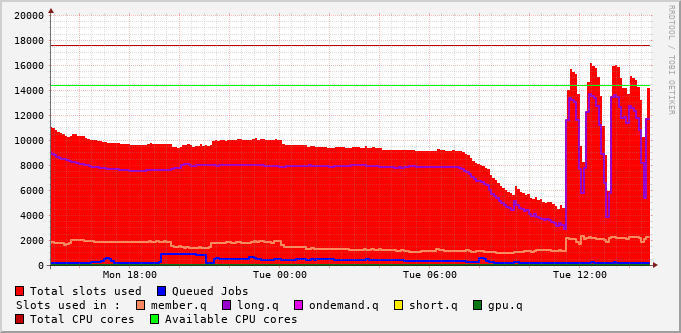 20000
18000
16000
14000
12000
10000
8000
6000
4000
2000
0
Mon 18:00 Tue 00:00 Tue 06:00 Tue 12:00
RRDTOOL / TOBI OETIKER
Total slots used Queued Jobs
Slots used in : member.q long.q ondemand.q short.q gpu.q
Total CPU cores Available CPU cores